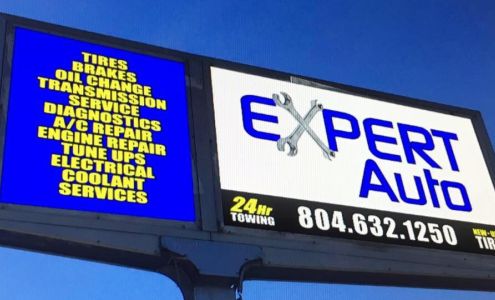 TIRES
BRAKES
OIL CHANGE
TRANSMISSION
SERVICE
DIAGNOSTICS
A/C REPAIR
ENGINE REPAIR
TUNE UPS
ELECTRICAL
COOLANT
SERVICES
EXPERT
Auto
24Hr
TOWING
804.632.1250